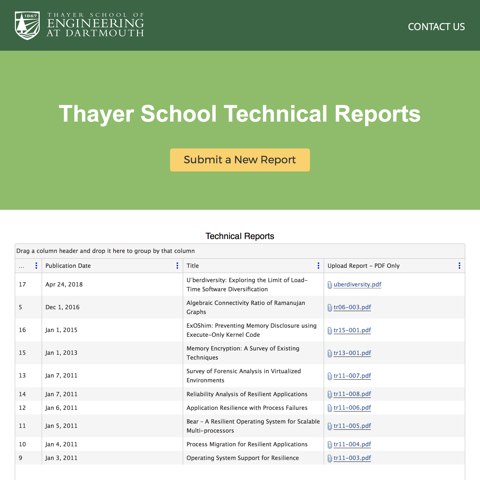 THAYER SCHOOL OF
ENGINEERING
AT DARTMOUTH
CONTACT US
Thayer School Technical Reports
Submit a New Report
Technical Reports
Drag a column header and drop it here to group by that column
... Publication Date Title Upload Report – PDF Only
17 Apr 24, 2018 U'berdiversity: Exploring the Limit of Load-
Time Software Diversification uberdiversity.pdf
5 Dec 1, 2016 Algebraic Connectivity Ratio of Ramanujan
Graphs tr06-003.pdf
16 Jan 1, 2015 ExOShim: Preventing Memory Disclosure using
Execute-Only Kernel Code tr15-001.pdf
15 Jan 1, 2013 Memory Encryption: A Survey of Existing
Techniques tr13-001.pdf
13 Jan 7, 2011 Survey of Forensic Analysis in Virtualized
Environments tr11-007.pdf
14 Jan 7, 2011 Reliability Analysis of Resilient Applications tr11-008.pdf
12 Jan 6, 2011 Application Resilience with Process Failures tr11-006.pdf
11 Jan 5, 2011 Bear – A Resilient Operating System for Scalable
Multi-processors tr11-005.pdf
10 Jan 4, 2011 Process Migration for Resilient Applications tr11-004.pdf
9 Jan 3, 2011 Operating System Support for Resilience tr11-003.pdf